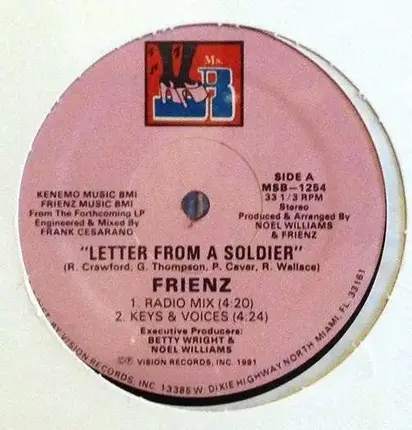 Ms.
B
KENEMO MUSIC BMI
FRIENZ MUSIC BMI
From The Forthcoming LP
Engineered & Mixed By
FRANK CESARANO
SIDE A
MSB-1254
33 1/3 RPM
Stereo
Produced & Arranged By
NOEL WILLIAMS
& FRIENZ
"LETTER FROM A SOLDIER"
(R. Crawford, G. Thompson, P. Caver, R. Wallace)
FRIENZ
1. RADIO MIX (4:20)
2. KEYS & VOICES (4:24)
Executive Producers:
BETTY WRIGHT &
NOEL WILLIAMS
©℗ VISION RECORDS, INC. 1991
BY VISION RECORDS, INC. 13385 W. DIXIE HIGHWAY NORTH MIAMI, FL. 33161